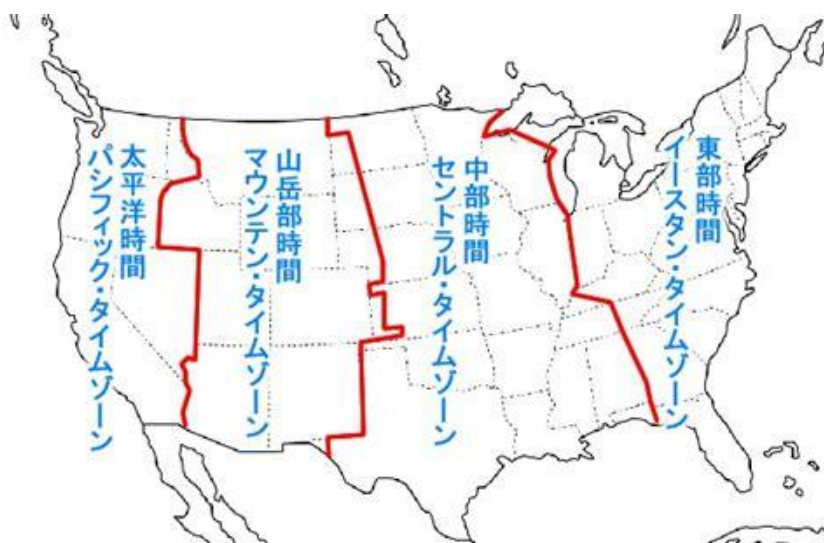 太平洋時間
パシフィック・タイムゾーン
山岳部時間
マウンテン・タイムゾーン
中部時間
セントラル・タイムゾーン
東部時間
イースタン・タイムゾーン